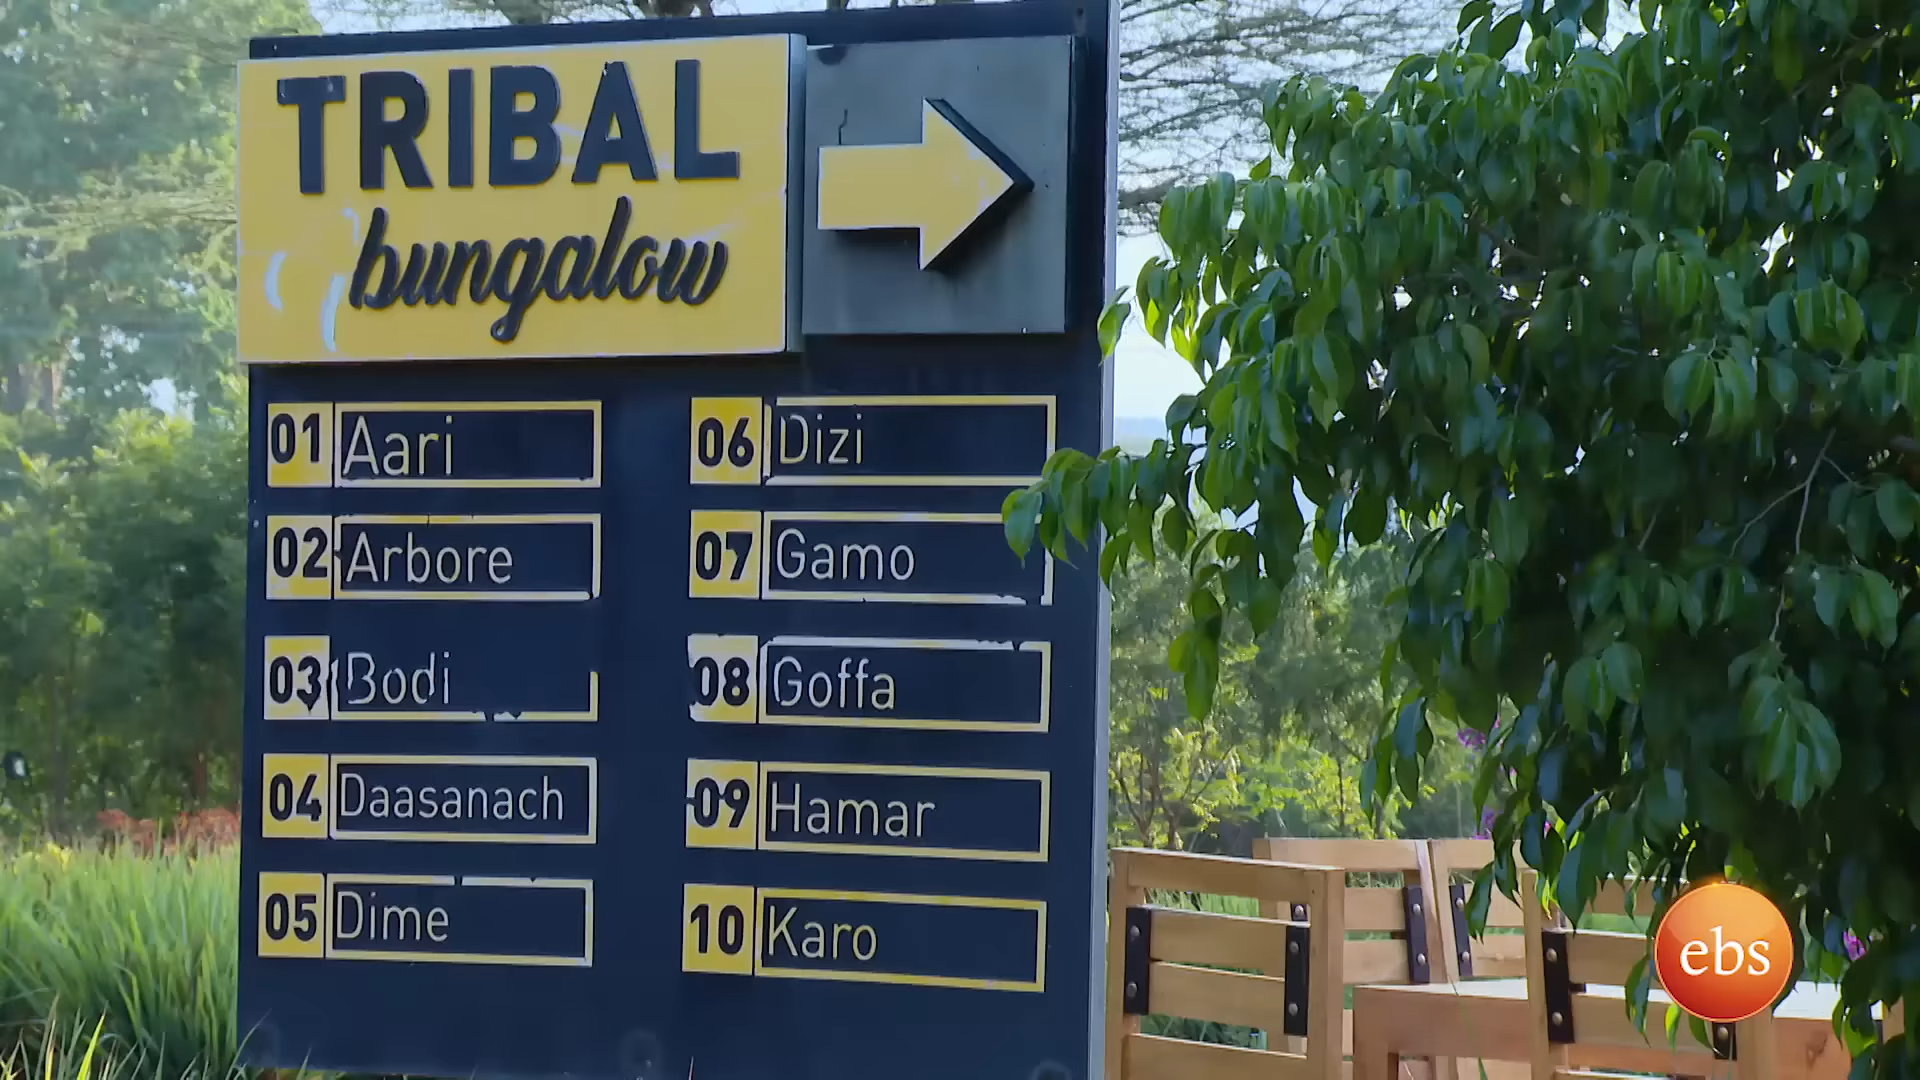 TRIBAL
bungalow
01 Aari
02 Arbore
03 Bodi
04 Daasanach
05 Dime
06 Dizi
07 Gamo
08 Goffa
09 Hamar
10 Karo
ebs